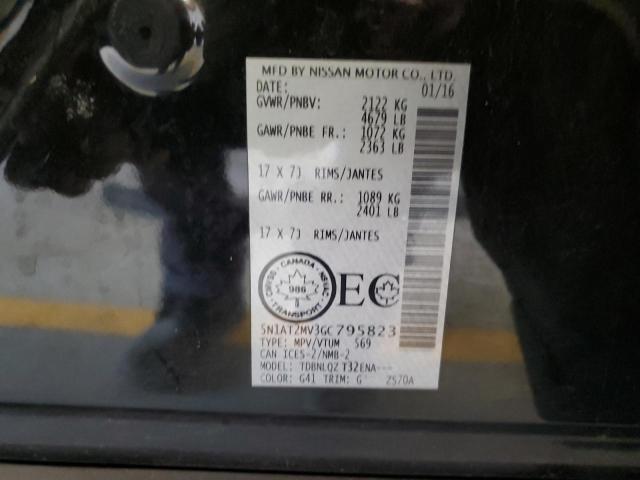 MFD BY NISSAN MOTOR CO., LTD.
DATE: 01/16
GVWR/PNBV: 2122 KG
4679 LB
GAWR/PNBE FR.: 1072 KG
2363 LB
17 X 7J RIMS/JANTES
GAWR/PNBE RR.: 1089 KG
2401 LB
17 X 7J RIMS/JANTES
CANADA
986
TRANSPORT
EC
5N1AT2MV3GC795823
TYPE: MPV/VTUM 569
CAN ICES-2/NMB-2
MODEL: TDBNLQZ T32ENA---
COLOR: G41 TRIM: G 2570A